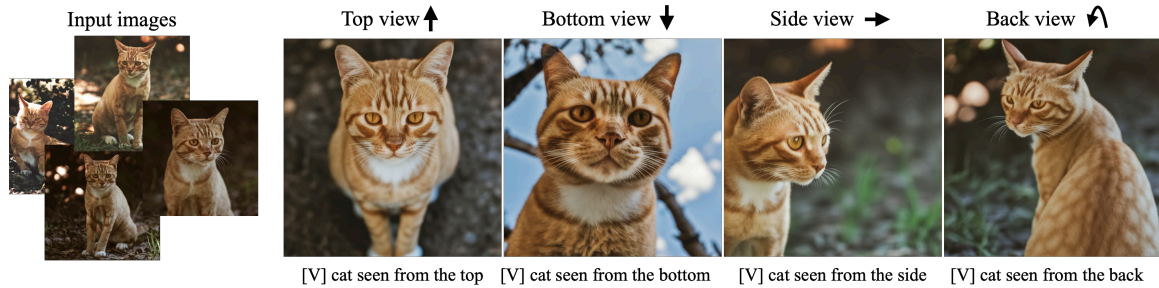 Input images
Top view
Bottom view
Side view
Back view
[V] cat seen from the top
[V] cat seen from the bottom
[V] cat seen from the side
[V] cat seen from the back